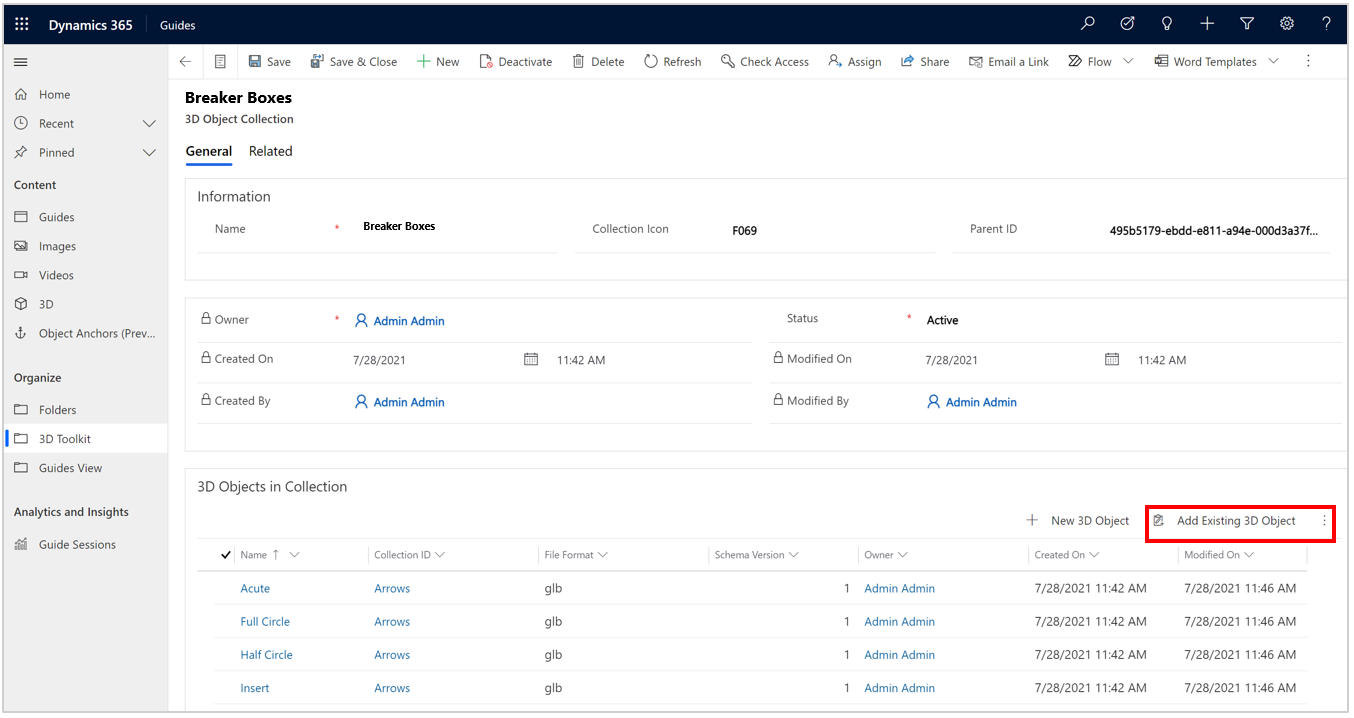 Dynamics 365 Guides
Save Save & Close New Deactivate Delete Refresh Check Access Assign Share Email a Link Flow Word Templates
Home
Recent
Pinned
Content
Guides
Images
Videos
3D
Object Anchors (Prev...
Organize
Folders
3D Toolkit
Guides View
Analytics and Insights
Guide Sessions
Breaker Boxes
3D Object Collection
General Related
Information
Name * Breaker Boxes Collection Icon F069 Parent ID 495b5179-ebdd-e811-a94e-000d3a37f...
Owner * Admin Admin Status * Active
Created On 7/28/2021 11:42 AM Modified On 7/28/2021 11:42 AM
Created By Admin Admin Modified By Admin Admin
3D Objects in Collection
New 3D Object Add Existing 3D Object
Name ↑ Collection ID File Format Schema Version Owner Created On Modified On
Acute Arrows glb 1 Admin Admin 7/28/2021 11:42 AM 7/28/2021 11:46 AM
Full Circle Arrows glb 1 Admin Admin 7/28/2021 11:42 AM 7/28/2021 11:46 AM
Half Circle Arrows glb 1 Admin Admin 7/28/2021 11:42 AM 7/28/2021 11:46 AM
Insert Arrows glb 1 Admin Admin 7/28/2021 11:42 AM 7/28/2021 11:46 AM